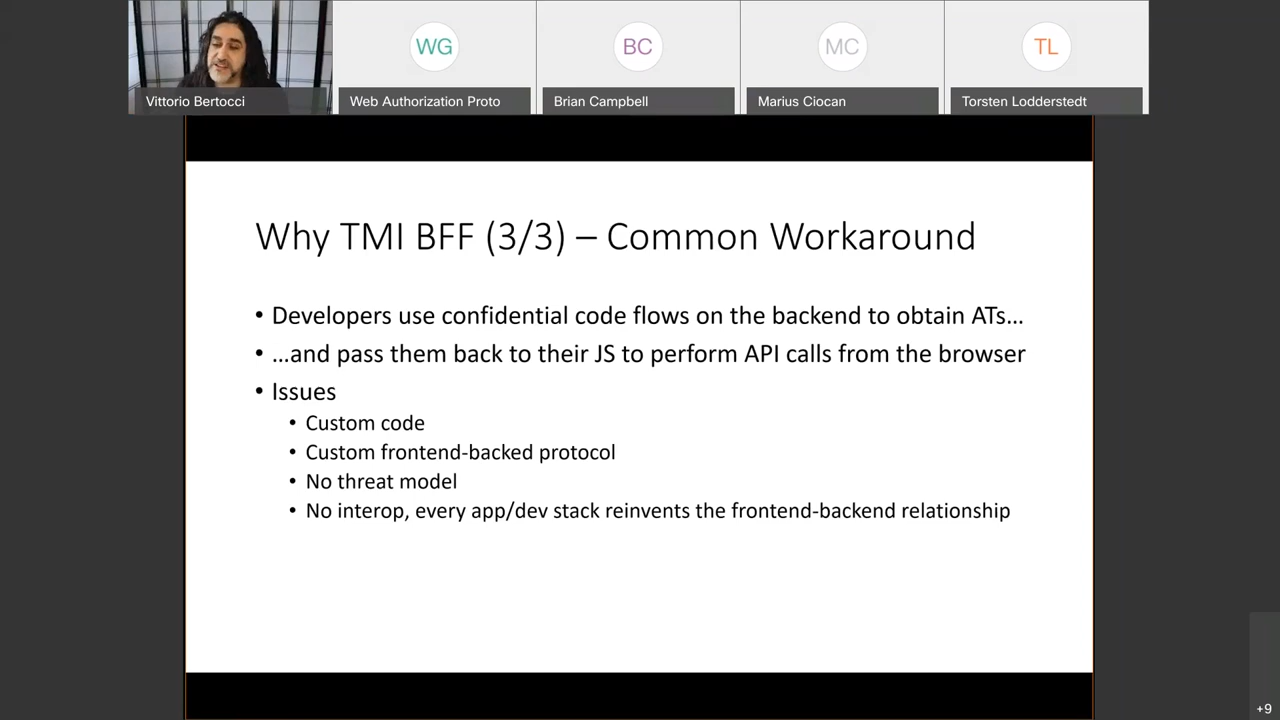 WG
BC
MC
TL
Vittorio Bertocci
Web Authorization Proto
Brian Campbell
Marius Ciocan
Torsten Lodderstedt
Why TMI BFF (3/3) – Common Workaround
• Developers use confidential code flows on the backend to obtain ATs...
• ...and pass them back to their JS to perform API calls from the browser
• Issues
• Custom code
• Custom frontend-backed protocol
• No threat model
• No interop, every app/dev stack reinvents the frontend-backend relationship
+9